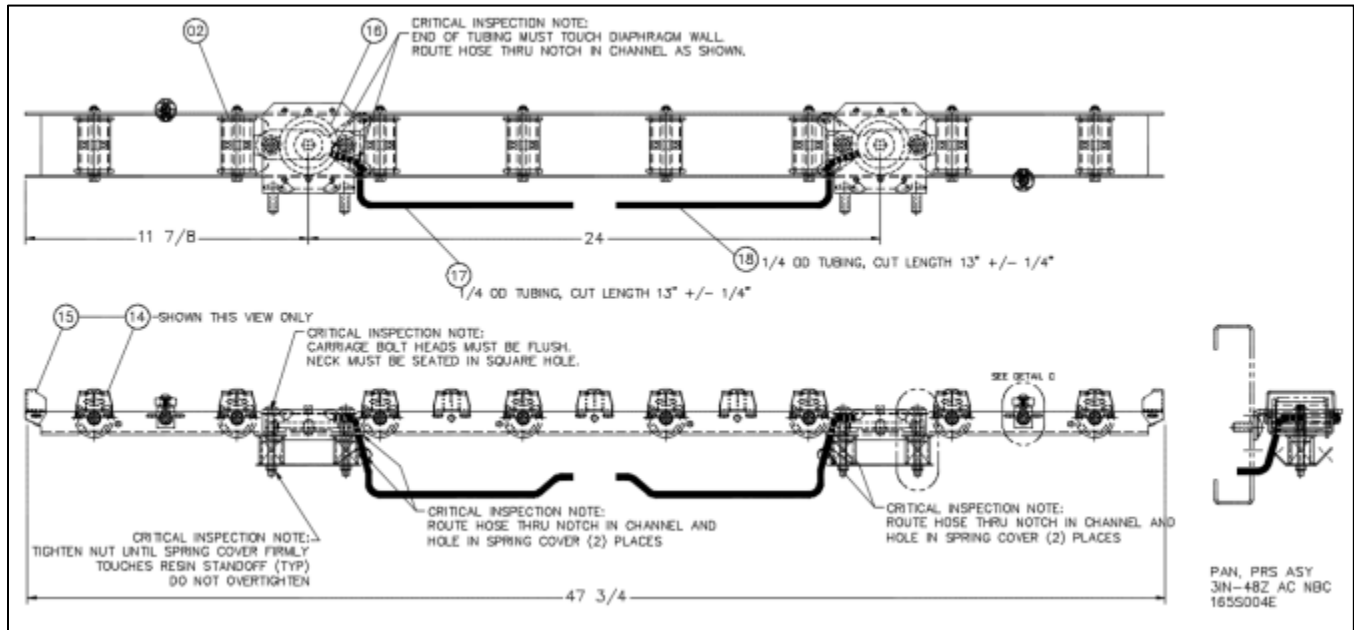 02
16
CRITICAL INSPECTION NOTE:
END OF TUBING MUST TOUCH DIAPHRAGM WALL.
ROUTE HOSE THRU NOTCH IN CHANNEL AS SHOWN.
11 7/8
24
17
1/4 OD TUBING, CUT LENGTH 13" +/- 1/4"
18
1/4 OD TUBING, CUT LENGTH 13" +/- 1/4"
15
14
SHOWN THIS VIEW ONLY
CRITICAL INSPECTION NOTE:
CARRIAGE BOLT HEADS MUST BE FLUSH.
NECK MUST BE SEATED IN SQUARE HOLE.
SEE DETAIL
CRITICAL INSPECTION NOTE:
TIGHTEN NUT UNTIL SPRING COVER FIRMLY
TOUCHES RESIN STANDOFF (TYP)
DO NOT OVERTIGHTEN
CRITICAL INSPECTION NOTE:
ROUTE HOSE THRU NOTCH IN CHANNEL AND
HOLE IN SPRING COVER (2) PLACES
CRITICAL INSPECTION NOTE:
ROUTE HOSE THRU NOTCH IN CHANNEL AND
HOLE IN SPRING COVER (2) PLACES
47 3/4
PAN, PRS ASY
3IN-48Z AC NBC
165S004E